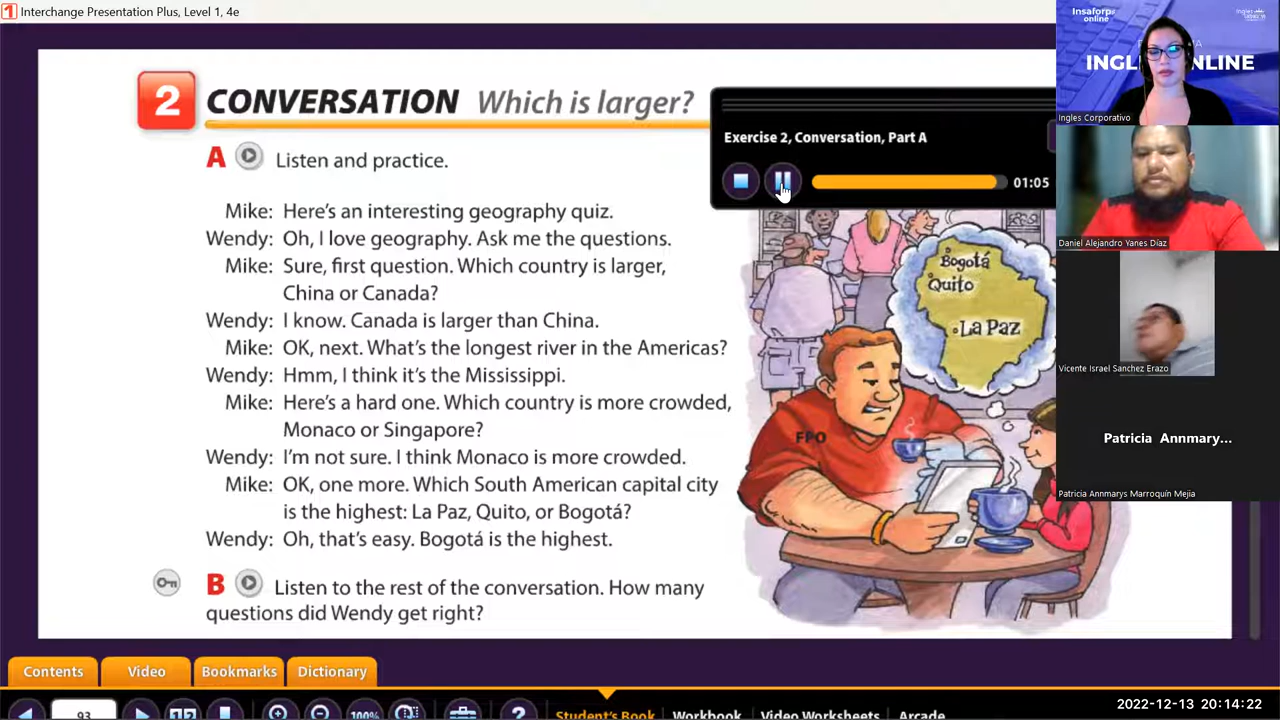 Interchange Presentation Plus, Level 1, 4e
2 CONVERSATION Which is larger?
A Listen and practice.
Mike: Here's an interesting geography quiz.
Wendy: Oh, I love geography. Ask me the questions.
Mike: Sure, first question. Which country is larger,
China or Canada?
Wendy: I know. Canada is larger than China.
Mike: OK, next. What's the longest river in the Americas?
Wendy: Hmm, I think it's the Mississippi.
Mike: Here's a hard one. Which country is more crowded,
Monaco or Singapore?
Wendy: I'm not sure. I think Monaco is more crowded.
Mike: OK, one more. Which South American capital city
is the highest: La Paz, Quito, or Bogotá?
Wendy: Oh, that's easy. Bogotá is the highest.
B Listen to the rest of the conversation. How many
questions did Wendy get right?
Exercise 2, Conversation, Part A
01:05
Bogotá
Quito
La Paz
FPO
Insaforp
online
INGL
NLINE
Ingles Corporativo
Daniel Alejandro Yanes Díaz
Vicente Israel Sanchez Erazo
Patricia Annmary...
Patricia Annmarys Marroquín Mejia
Contents Video Bookmarks Dictionary
93
100%
?
Student's Book Workbook Video Worksheets Arcade
2022-12-13 20:14:22